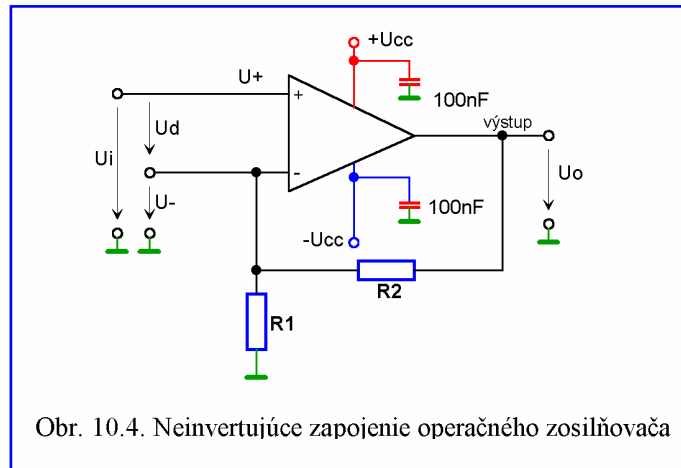 +Ucc
U+
+
100nF
výstup
Ud
Ui
Uo
-
U-
100nF
-Ucc
R2
R1
Obr. 10.4. Neinvertujúce zapojenie operačného zosilňovača